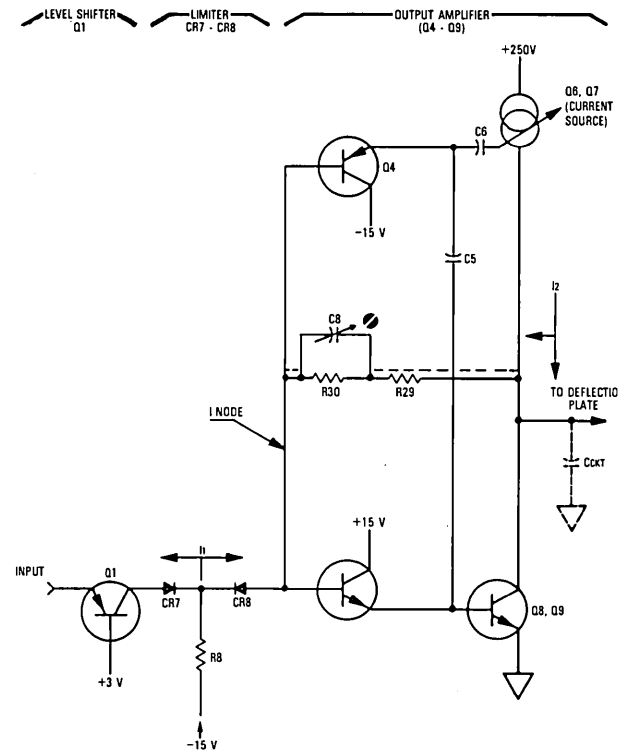 LEVEL SHIFTER
Q1
LIMITER
CR7 - CR8
OUTPUT AMPLIFIER
(Q4 - Q9)
+250V
Q6, Q7
(CURRENT
SOURCE)
C6
Q4
-15 V
C5
I2
C8
R30
R29
TO DEFLECTIO
PLATE
I NODE
CCKT
+15 V
I1
INPUT
Q1
CR7
CR8
Q8, Q9
R8
+3 V
-15 V